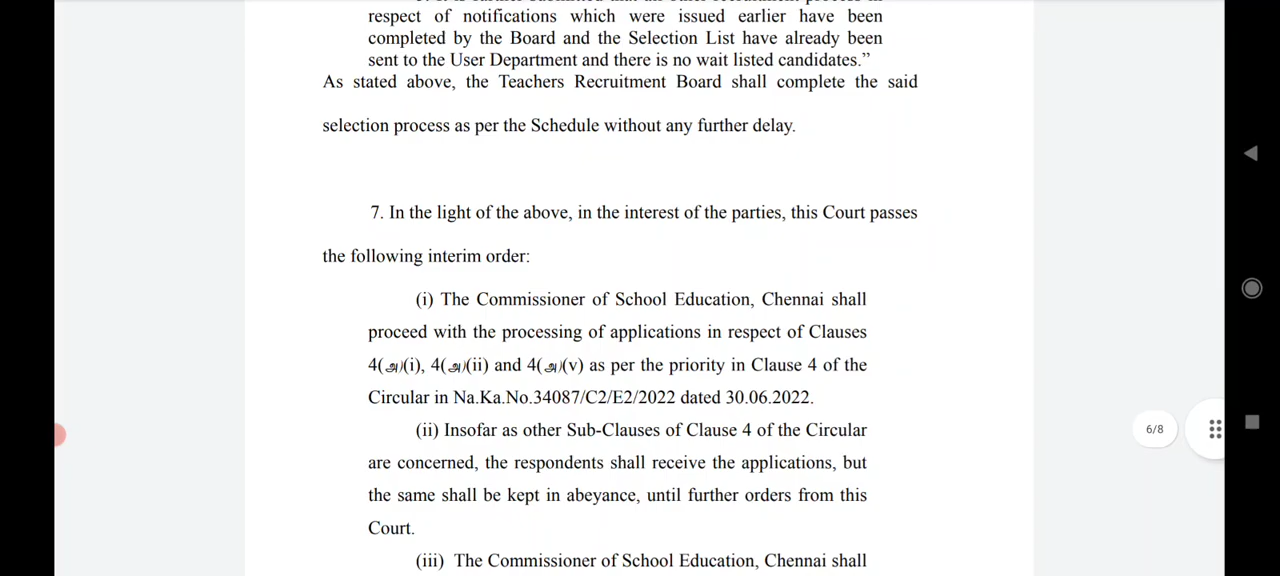 respect of notifications which were issued earlier have been
completed by the Board and the Selection List have already been
sent to the User Department and there is no wait listed candidates.”
As stated above, the Teachers Recruitment Board shall complete the said
selection process as per the Schedule without any further delay.
7. In the light of the above, in the interest of the parties, this Court passes
the following interim order:
(i) The Commissioner of School Education, Chennai shall
proceed with the processing of applications in respect of Clauses
4(அ)(i), 4(அ)(ii) and 4(அ)(v) as per the priority in Clause 4 of the
Circular in Na.Ka.No.34087/C2/E2/2022 dated 30.06.2022.
(ii) Insofar as other Sub-Clauses of Clause 4 of the Circular
are concerned, the respondents shall receive the applications, but
the same shall be kept in abeyance, until further orders from this
Court.
(iii) The Commissioner of School Education, Chennai shall
6/8